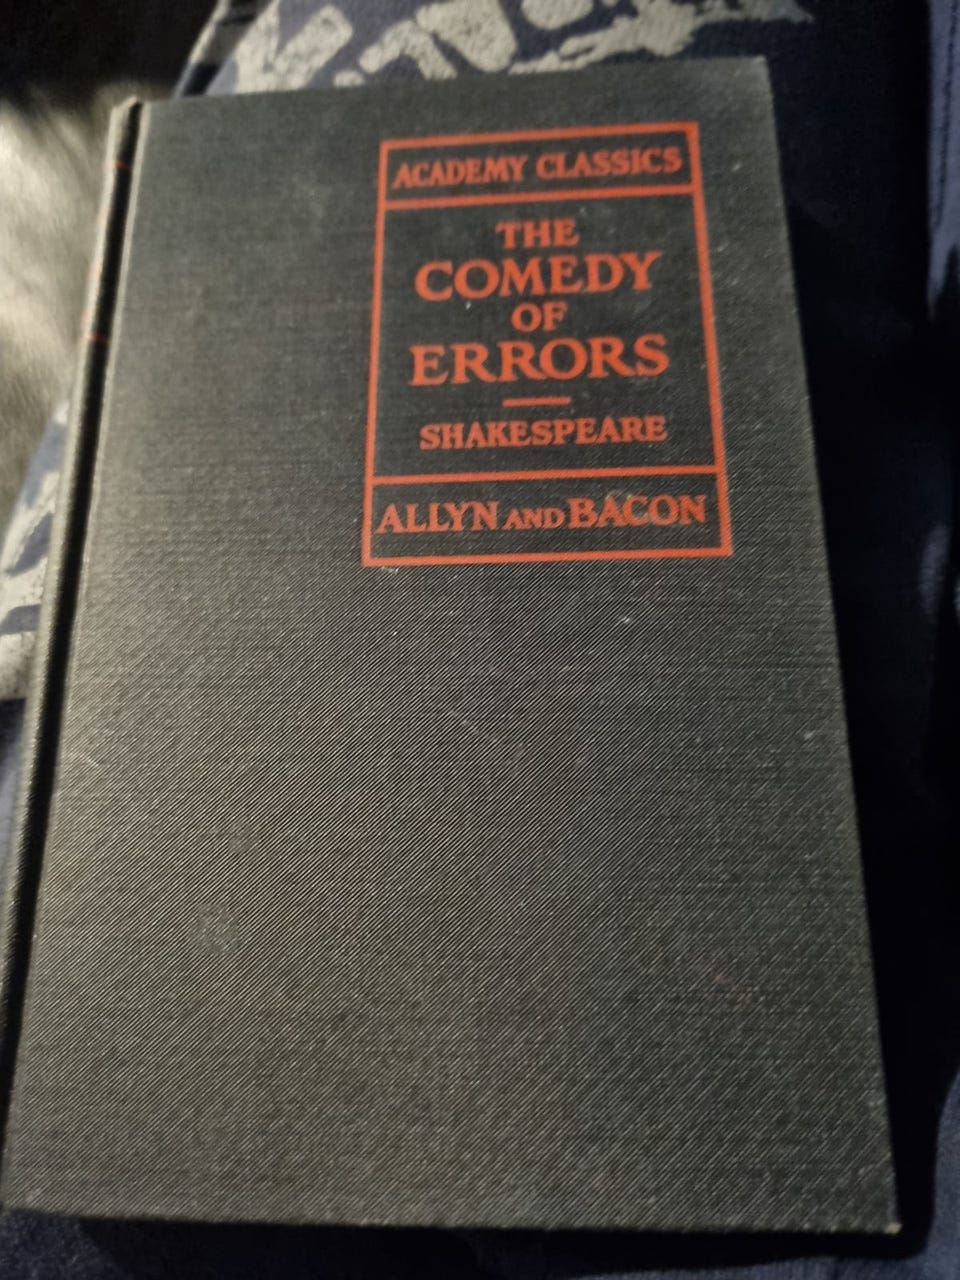 ACADEMY CLASSICS
THE
COMEDY
OF
ERRORS
SHAKESPEARE
ALLYN AND BACON